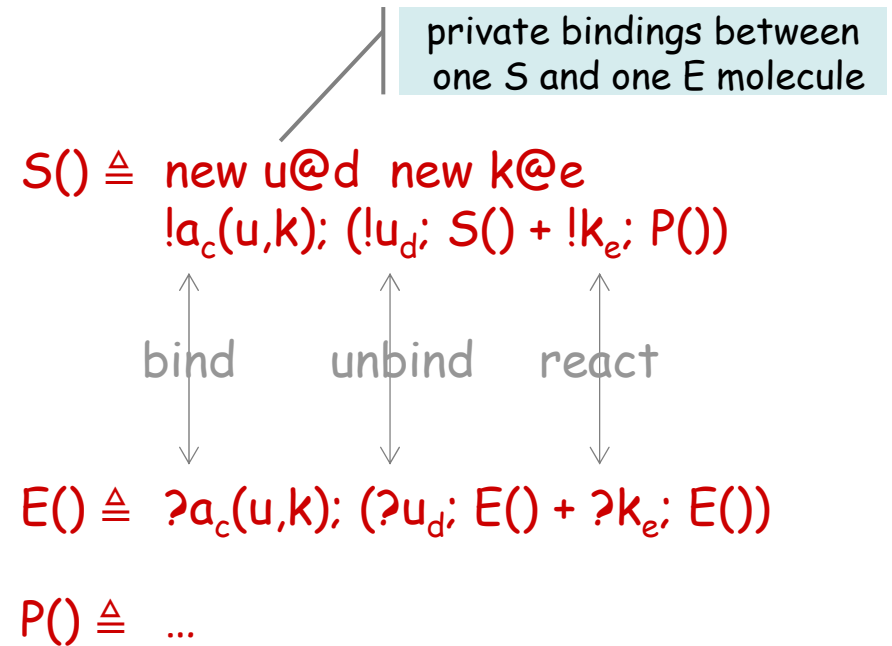 private bindings between
one S and one E molecule
S() ≜ new u@d new k@e
!a_c(u,k); (!u_d; S() + !k_e; P())
bind unbind react
E() ≜ ?a_c(u,k); (?u_d; E() + ?k_e; E())
P() ≜ …